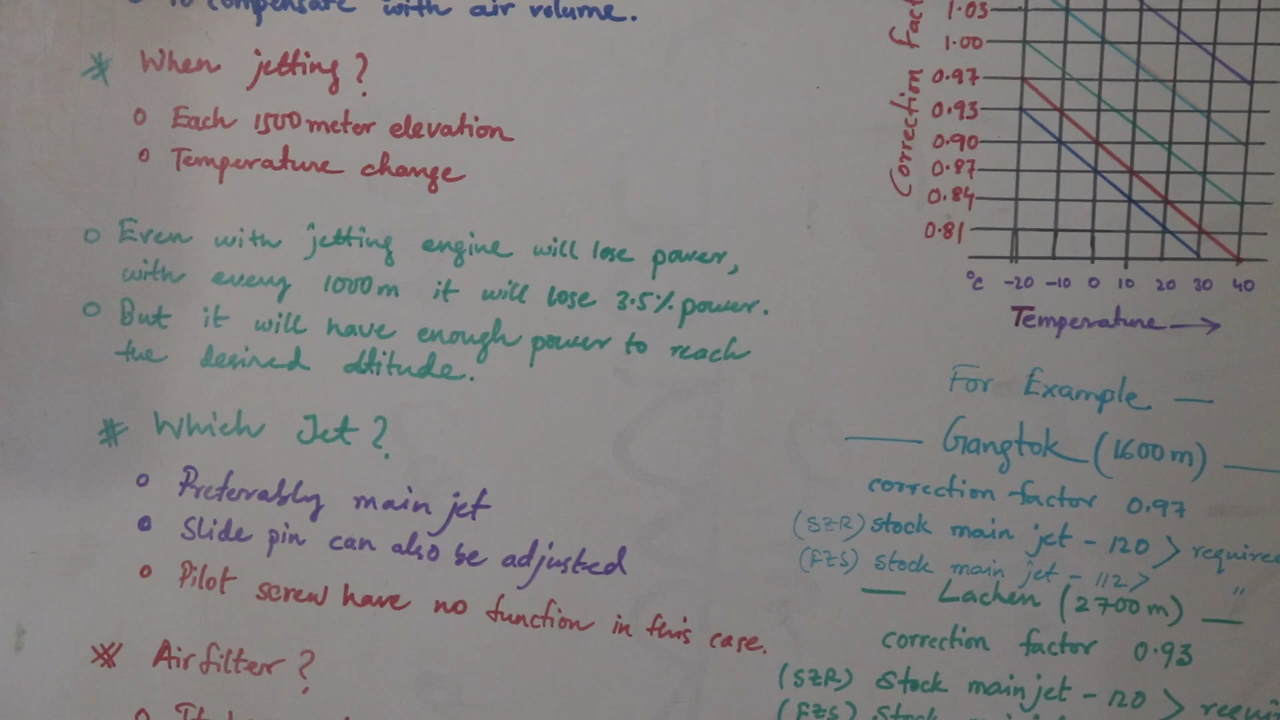 to compensate with air volume.
When jetting?
Each 1500 meter elevation
Temperature change
Even with jetting engine will lose power,
with every 1000m it will lose 3.5% power.
But it will have enough power to reach
the desired altitude.
Which Jet?
Preferrably main jet
Slide pin can also be adjusted
Pilot screw have no function in this case.
Air filter?
Correction fact
1.03
1.00
0.97
0.93
0.90
0.87
0.84
0.81
°C -20 -10 0 10 20 30 40
Temperature →
For Example —
— Gangtok (1600m) —
correction factor 0.97
(SZR) stock main jet - 120 > requires
(FZS) stock main jet - 112 > "
— Lachen (2700m) —
correction factor 0.93
(SZR) Stock main jet - 120 >
(FZS) Stock